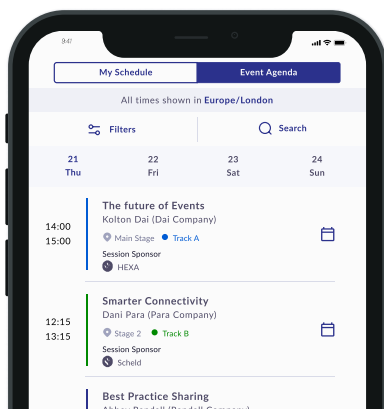 9:41
My Schedule
Event Agenda
All times shown in Europe/London
Filters
Search
21 22 23 24
Thu Fri Sat Sun
14:00
15:00
The future of Events
Kolton Dai (Dai Company)
Main Stage Track A
Session Sponsor
HEXA
12:15
13:15
Smarter Connectivity
Dani Para (Para Company)
Stage 2 Track B
Session Sponsor
Scheld
Best Practice Sharing